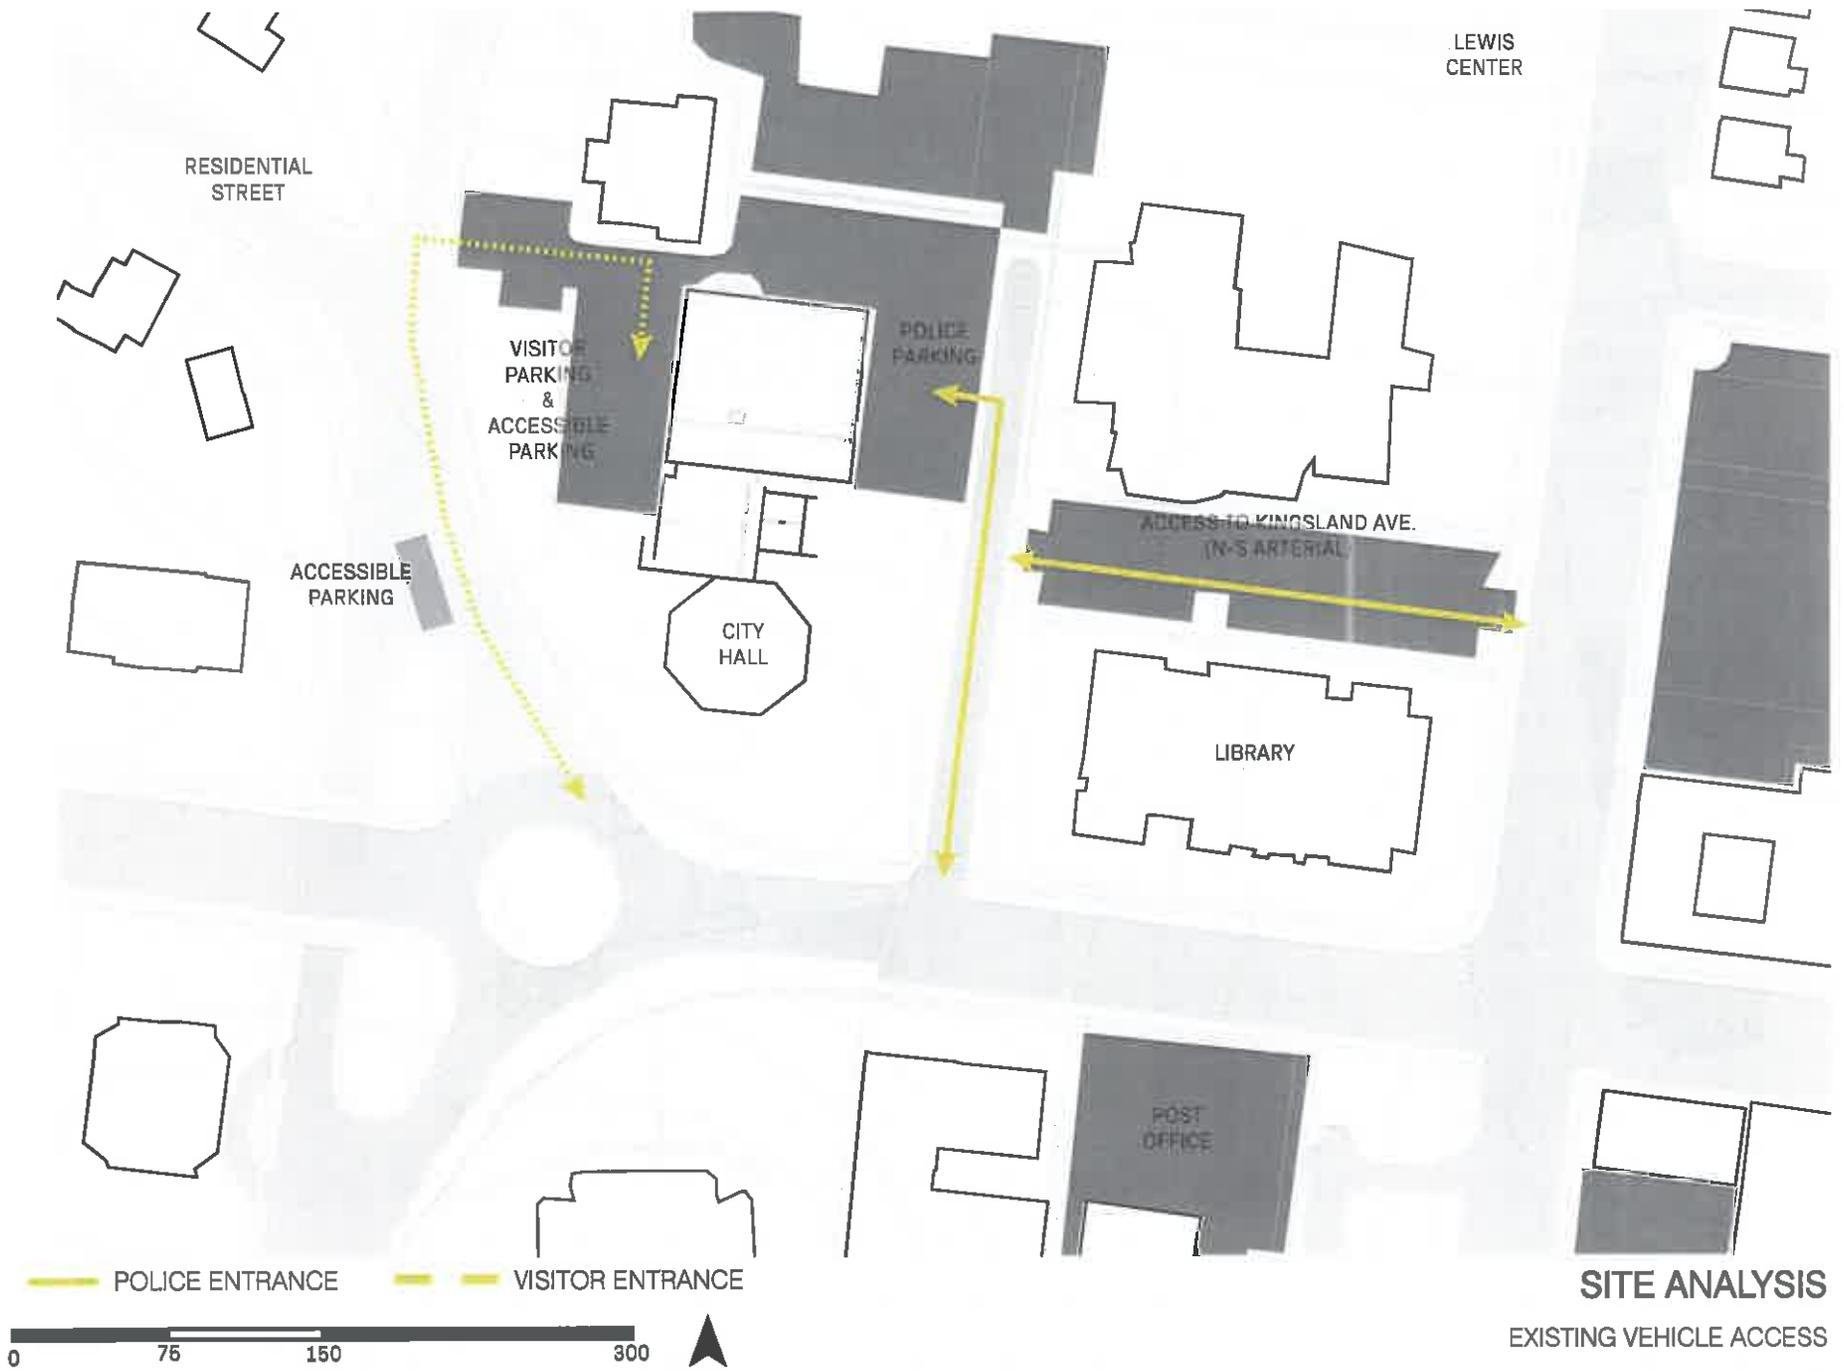 LEWIS
CENTER
RESIDENTIAL
STREET
VISITOR
PARKING
&
ACCESSIBLE
PARKING
POLICE
PARKING
ACCESS TO KINGSLAND AVE.
(N-S ARTERIAL)
ACCESSIBLE
PARKING
CITY
HALL
LIBRARY
POST
OFFICE
POLICE ENTRANCE
VISITOR ENTRANCE
SITE ANALYSIS
EXISTING VEHICLE ACCESS
0 75 150 300